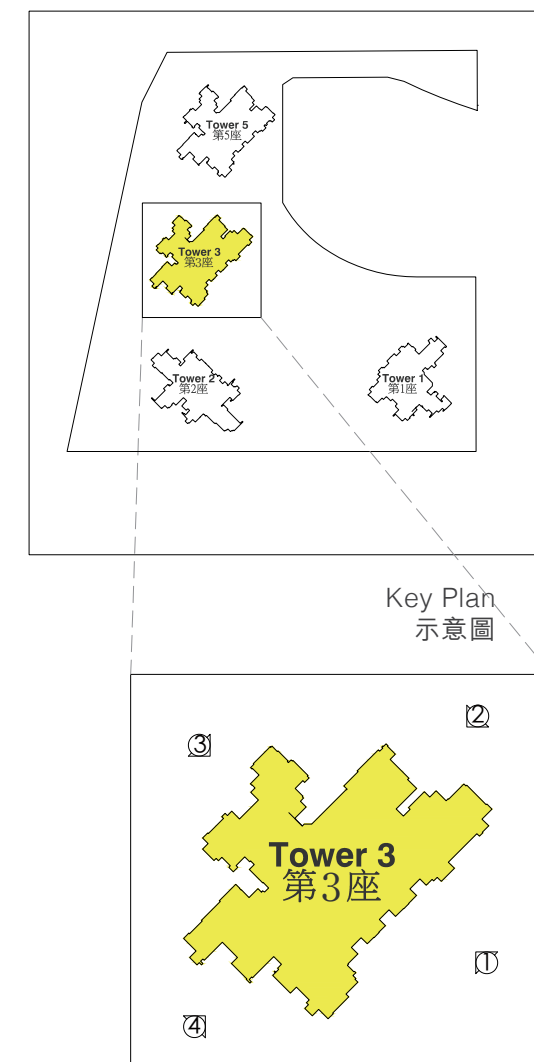 Tower 5
第5座
Tower 3
第3座
Tower 2
第2座
Tower 1
第1座
Key Plan
示意圖
②
③
Tower 3
第3座
①
④